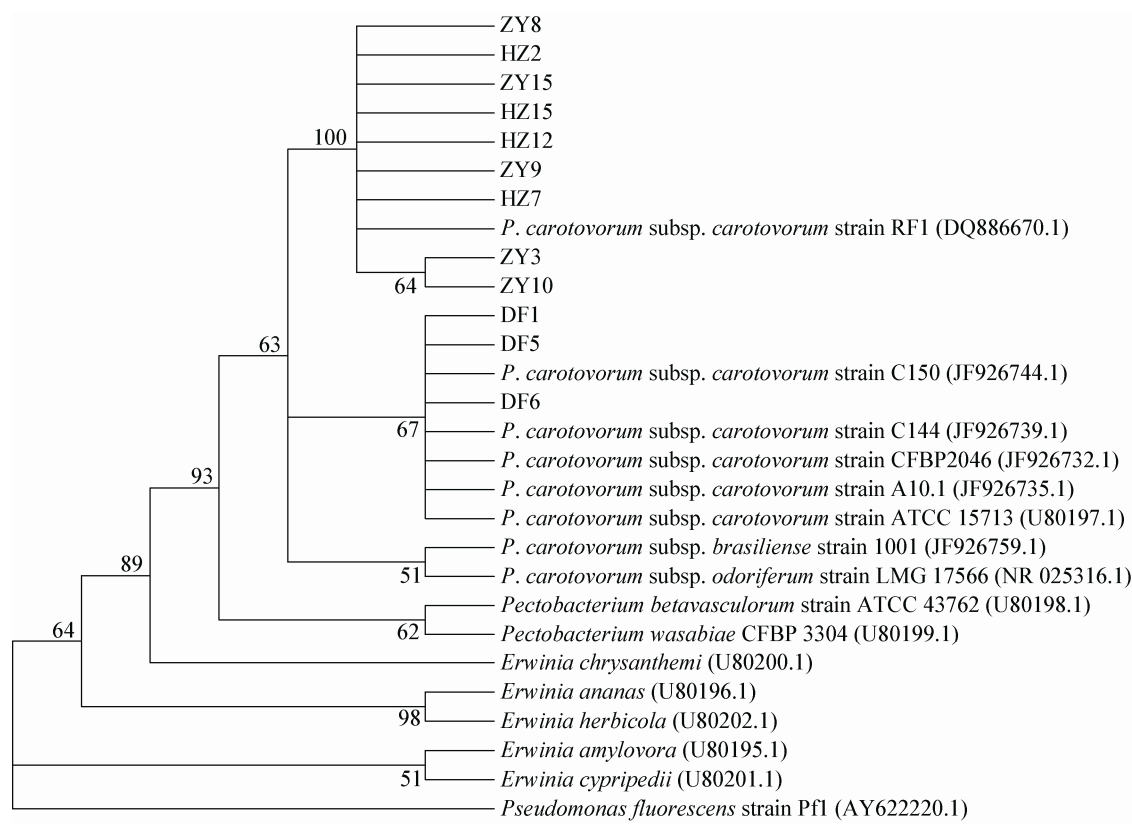 ZY8
HZ2
ZY15
HZ15
100
HZ12
ZY9
HZ7
P. carotovorum subsp. carotovorum strain RF1 (DQ886670.1)
ZY3
64
ZY10
DF1
DF5
63
P. carotovorum subsp. carotovorum strain C150 (JF926744.1)
DF6
67
P. carotovorum subsp. carotovorum strain C144 (JF926739.1)
P. carotovorum subsp. carotovorum strain CFBP2046 (JF926732.1)
93
P. carotovorum subsp. carotovorum strain A10.1 (JF926735.1)
P. carotovorum subsp. carotovorum strain ATCC 15713 (U80197.1)
P. carotovorum subsp. brasiliense strain 1001 (JF926759.1)
89
51
P. carotovorum subsp. odoriferum strain LMG 17566 (NR 025316.1)
Pectobacterium betavasculorum strain ATCC 43762 (U80198.1)
64
62
Pectobacterium wasabiae CFBP 3304 (U80199.1)
Erwinia chrysanthemi (U80200.1)
Erwinia ananas (U80196.1)
98
Erwinia herbicola (U80202.1)
Erwinia amylovora (U80195.1)
51
Erwinia cypripedii (U80201.1)
Pseudomonas fluorescens strain Pf1 (AY622220.1)